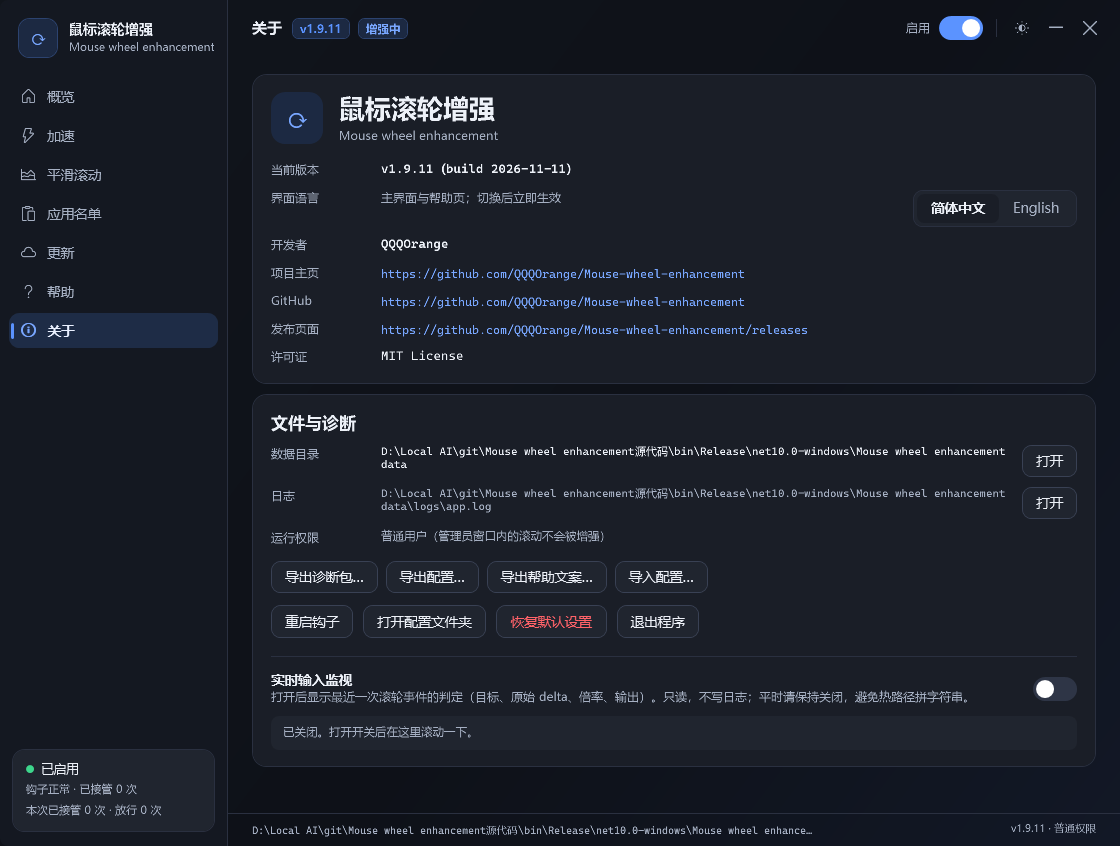 鼠标滚轮增强
Mouse wheel enhancement
概览
加速
平滑滚动
应用名单
更新
帮助
关于
已启用
钩子正常 · 已接管 0 次
本次已接管 0 次 · 放行 0 次
关于 v1.9.11 增强中 启用
鼠标滚轮增强
Mouse wheel enhancement
当前版本 v1.9.11 (build 2026-11-11)
界面语言 主界面与帮助页；切换后立即生效 简体中文 English
开发者 QQQOrange
项目主页 https://github.com/QQQOrange/Mouse-wheel-enhancement
GitHub https://github.com/QQQOrange/Mouse-wheel-enhancement
发布页面 https://github.com/QQQOrange/Mouse-wheel-enhancement/releases
许可证 MIT License
文件与诊断
数据目录 D:\Local AI\git\Mouse wheel enhancement源代码\bin\Release\net10.0-windows\Mouse wheel enhancement
data 打开
日志 D:\Local AI\git\Mouse wheel enhancement源代码\bin\Release\net10.0-windows\Mouse wheel enhancement
data\logs\app.log 打开
运行权限 普通用户（管理员窗口内的滚动不会被增强）
导出诊断包... 导出配置... 导出帮助文案... 导入配置...
重启钩子 打开配置文件夹 恢复默认设置 退出程序
实时输入监视
打开后显示最近一次滚轮事件的判定（目标、原始 delta、倍率、输出）。只读，不写日志；平时请保持关闭，避免热路径拼字符串。
已关闭。打开开关后在这里滚动一下。
D:\Local AI\git\Mouse wheel enhancement源代码\bin\Release\net10.0-windows\Mouse wheel enhance… v1.9.11 · 普通权限